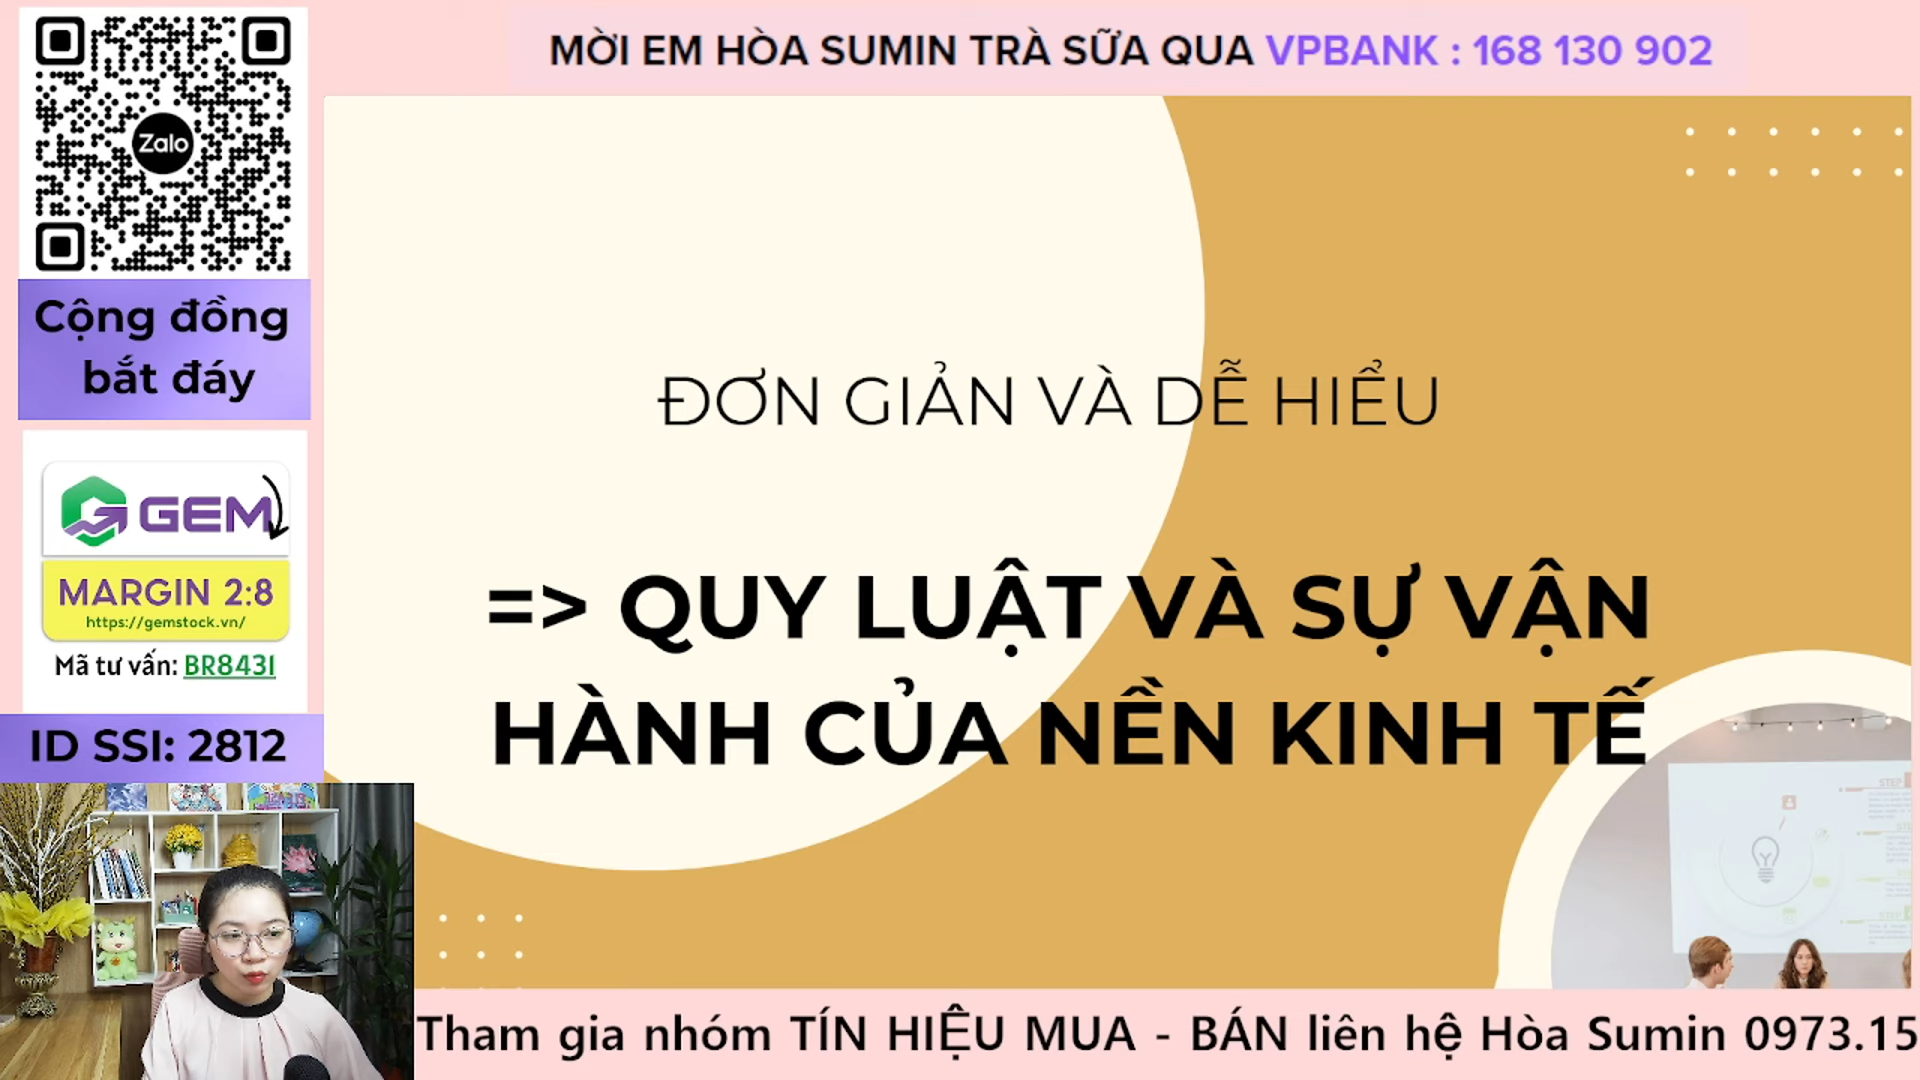 MỜI EM HÒA SUMIN TRÀ SỮA QUA VPBANK : 168 130 902
Zalo
Cộng đồng
bắt đáy
GEM
MARGIN 2:8
https://gemstock.vn/
Mã tư vấn: BR8431
ID SSI: 2812
ĐƠN GIẢN VÀ DỄ HIỂU
=> QUY LUẬT VÀ SỰ VẬN
HÀNH CỦA NỀN KINH TẾ
STEP
STEP
Tham gia nhóm TÍN HIỆU MUA - BÁN liên hệ Hòa Sumin 0973.15